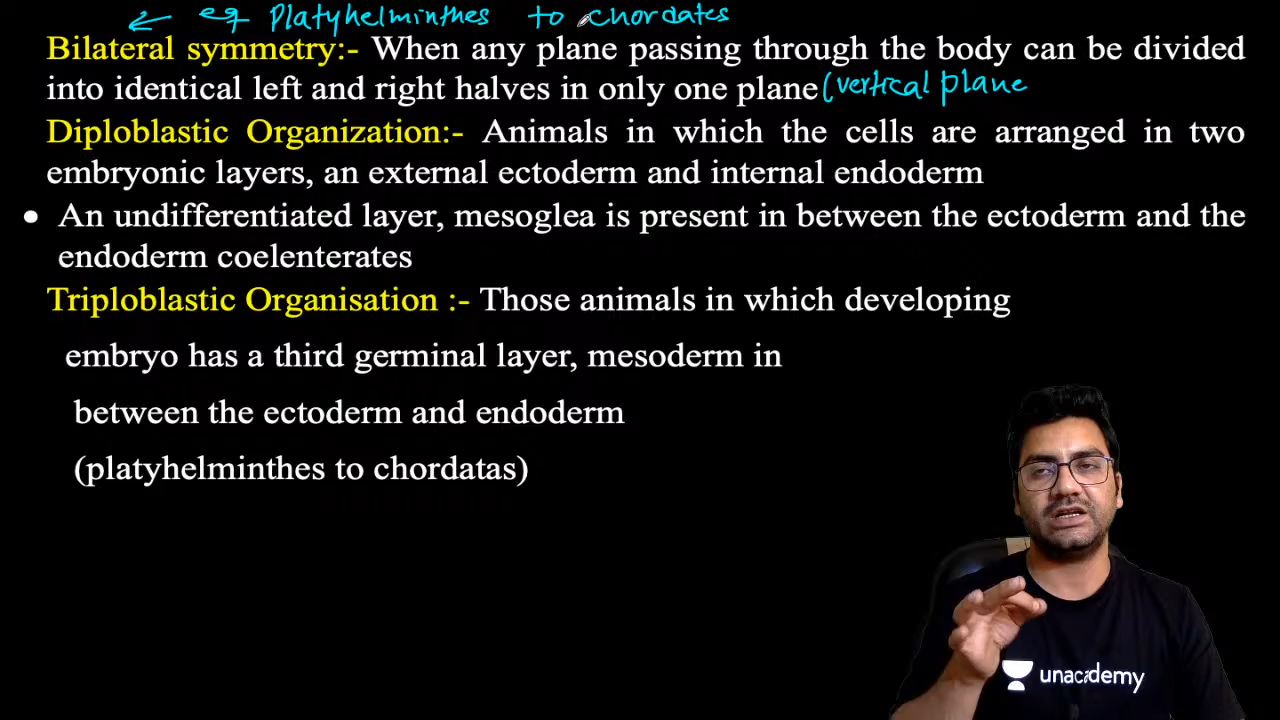 ← eg Platyhelminthes to chordates
Bilateral symmetry:- When any plane passing through the body can be divided
into identical left and right halves in only one plane (vertical plane
Diploblastic Organization:- Animals in which the cells are arranged in two
embryonic layers, an external ectoderm and internal endoderm
• An undifferentiated layer, mesoglea is present in between the ectoderm and the
endoderm coelenterates
Triploblastic Organisation :- Those animals in which developing
embryo has a third germinal layer, mesoderm in
between the ectoderm and endoderm
(platyhelminthes to chordatas)
unacademy